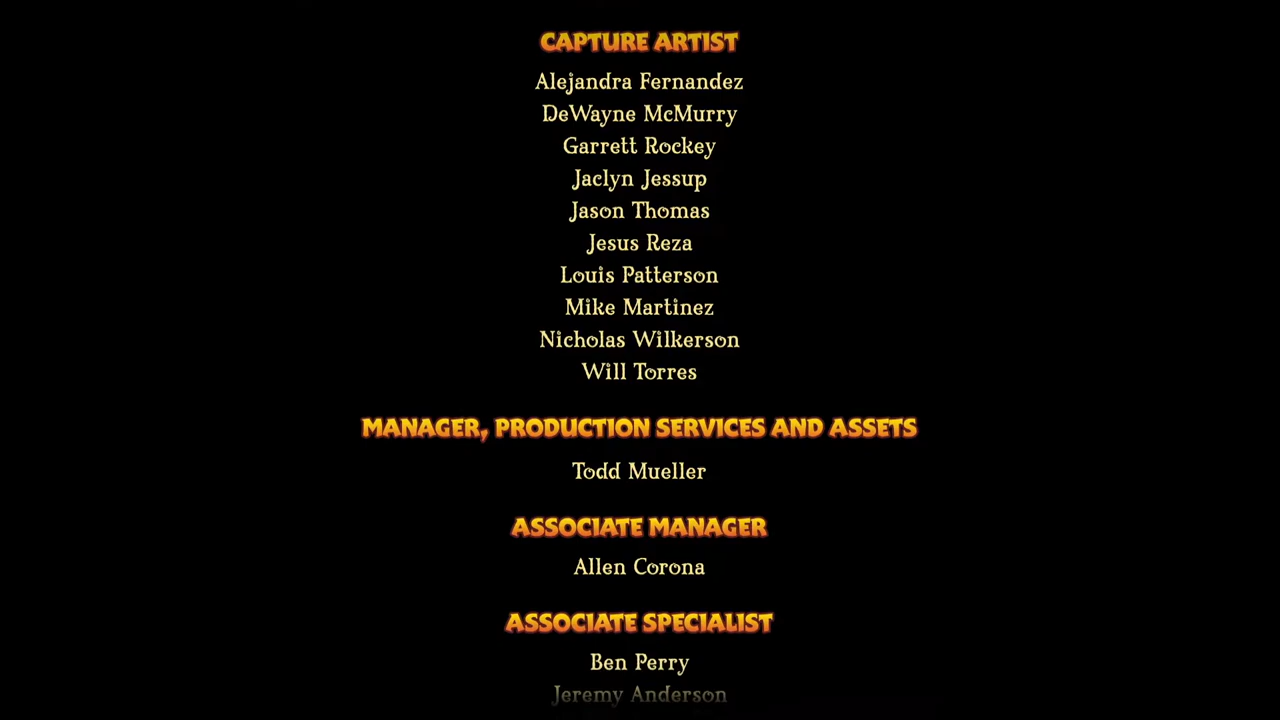 CAPTURE ARTIST
Alejandra Fernandez
DeWayne McMurry
Garrett Rockey
Jaclyn Jessup
Jason Thomas
Jesus Reza
Louis Patterson
Mike Martinez
Nicholas Wilkerson
Will Torres
MANAGER, PRODUCTION SERVICES AND ASSETS
Todd Mueller
ASSOCIATE MANAGER
Allen Corona
ASSOCIATE SPECIALIST
Ben Perry
Jeremy Anderson